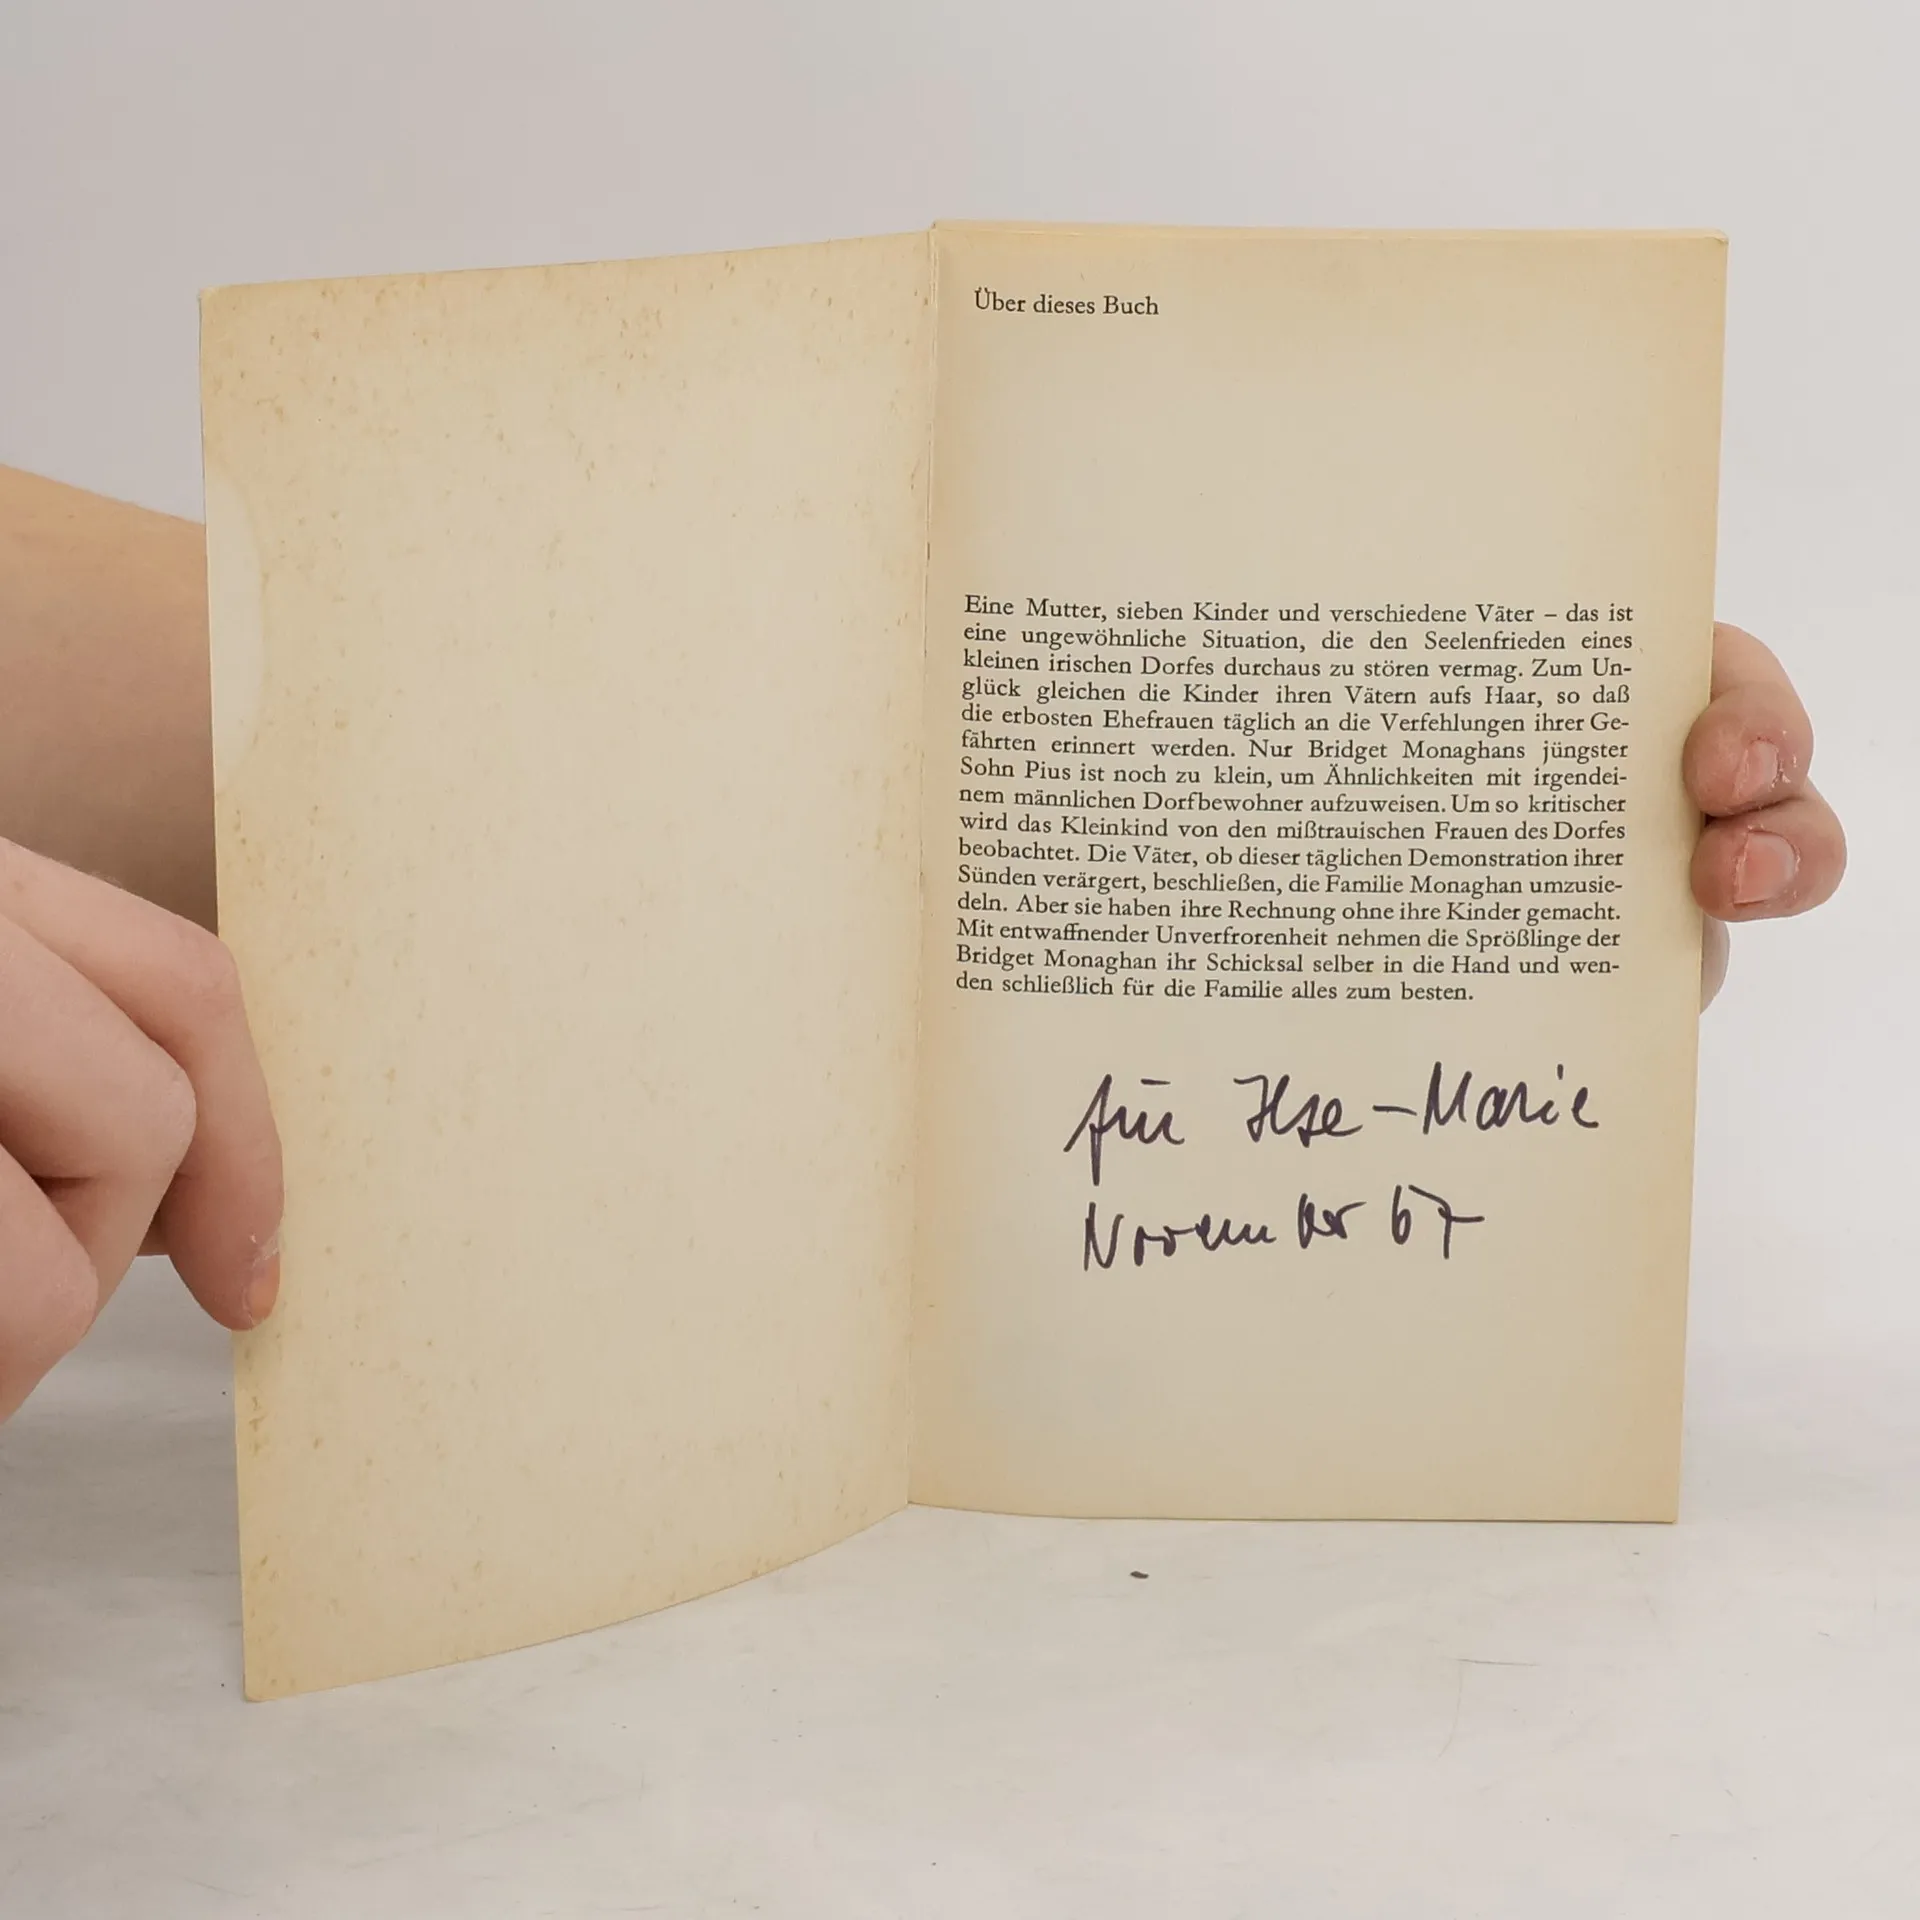 Über dieses Buch
Eine Mutter, sieben Kinder und verschiedene Väter – das ist
eine ungewöhnliche Situation, die den Seelenfrieden eines
kleinen irischen Dorfes durchaus zu stören vermag. Zum Un-
glück gleichen die Kinder ihren Vätern aufs Haar, so daß
die erbosten Ehefrauen täglich an die Verfehlungen ihrer Ge-
fährten erinnert werden. Nur Bridget Monaghans jüngster
Sohn Pius ist noch zu klein, um Ähnlichkeiten mit irgendei-
nem männlichen Dorfbewohner aufzuweisen. Um so kritischer
wird das Kleinkind von den mißtrauischen Frauen des Dorfes
beobachtet. Die Väter, ob dieser täglichen Demonstration ihrer
Sünden verärgert, beschließen, die Familie Monaghan umzusie-
deln. Aber sie haben ihre Rechnung ohne ihre Kinder gemacht.
Mit entwaffnender Unverfrorenheit nehmen die Sprößlinge der
Bridget Monaghan ihr Schicksal selber in die Hand und wen-
den schließlich für die Familie alles zum besten.
für Ilse-Marie
November 67